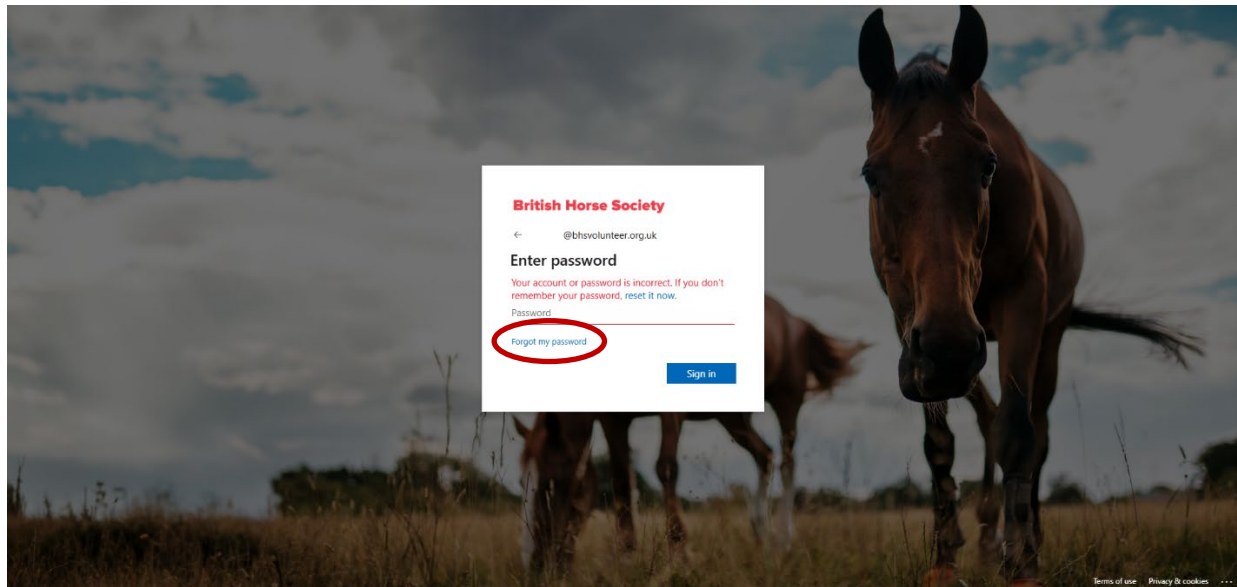 British Horse Society
← @bhsvolunteer.org.uk
Enter password
Your account or password is incorrect. If you don't
remember your password, reset it now.
Password
Forgot my password
Sign in
Terms of use Privacy & cookies ...